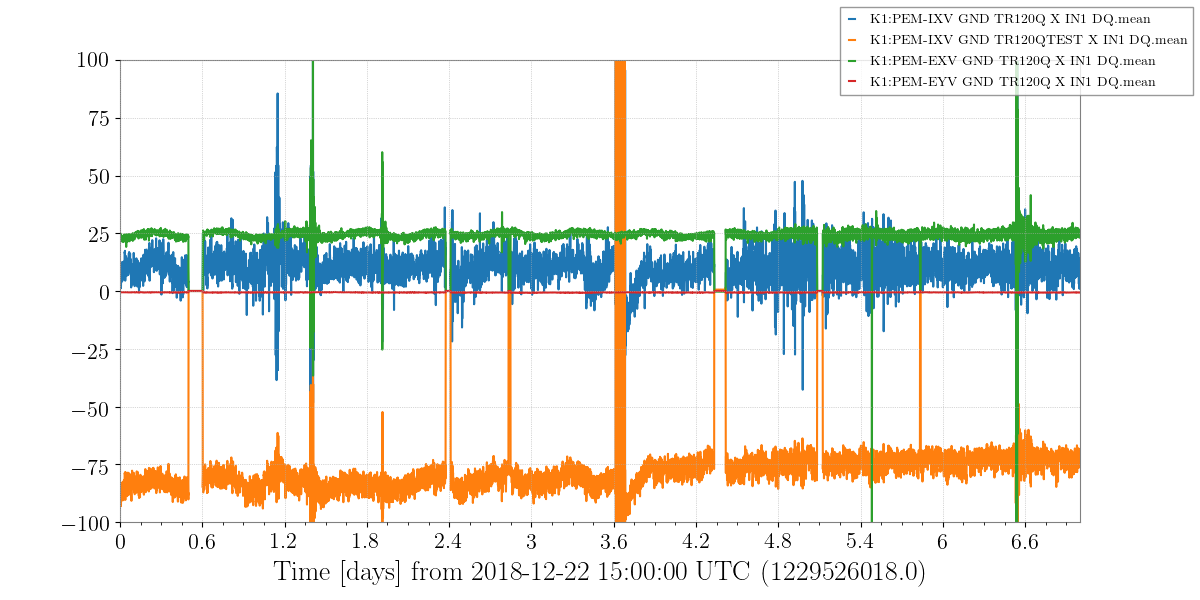 K1:PEM-IXV GND TR120Q X IN1 DQ.mean
K1:PEM-IXV GND TR120QTEST X IN1 DQ.mean
K1:PEM-EXV GND TR120Q X IN1 DQ.mean
K1:PEM-EYV GND TR120Q X IN1 DQ.mean
100
75
50
25
0
−25
−50
−75
−100
0 0.6 1.2 1.8 2.4 3 3.6 4.2 4.8 5.4 6 6.6
Time [days] from 2018-12-22 15:00:00 UTC (1229526018.0)